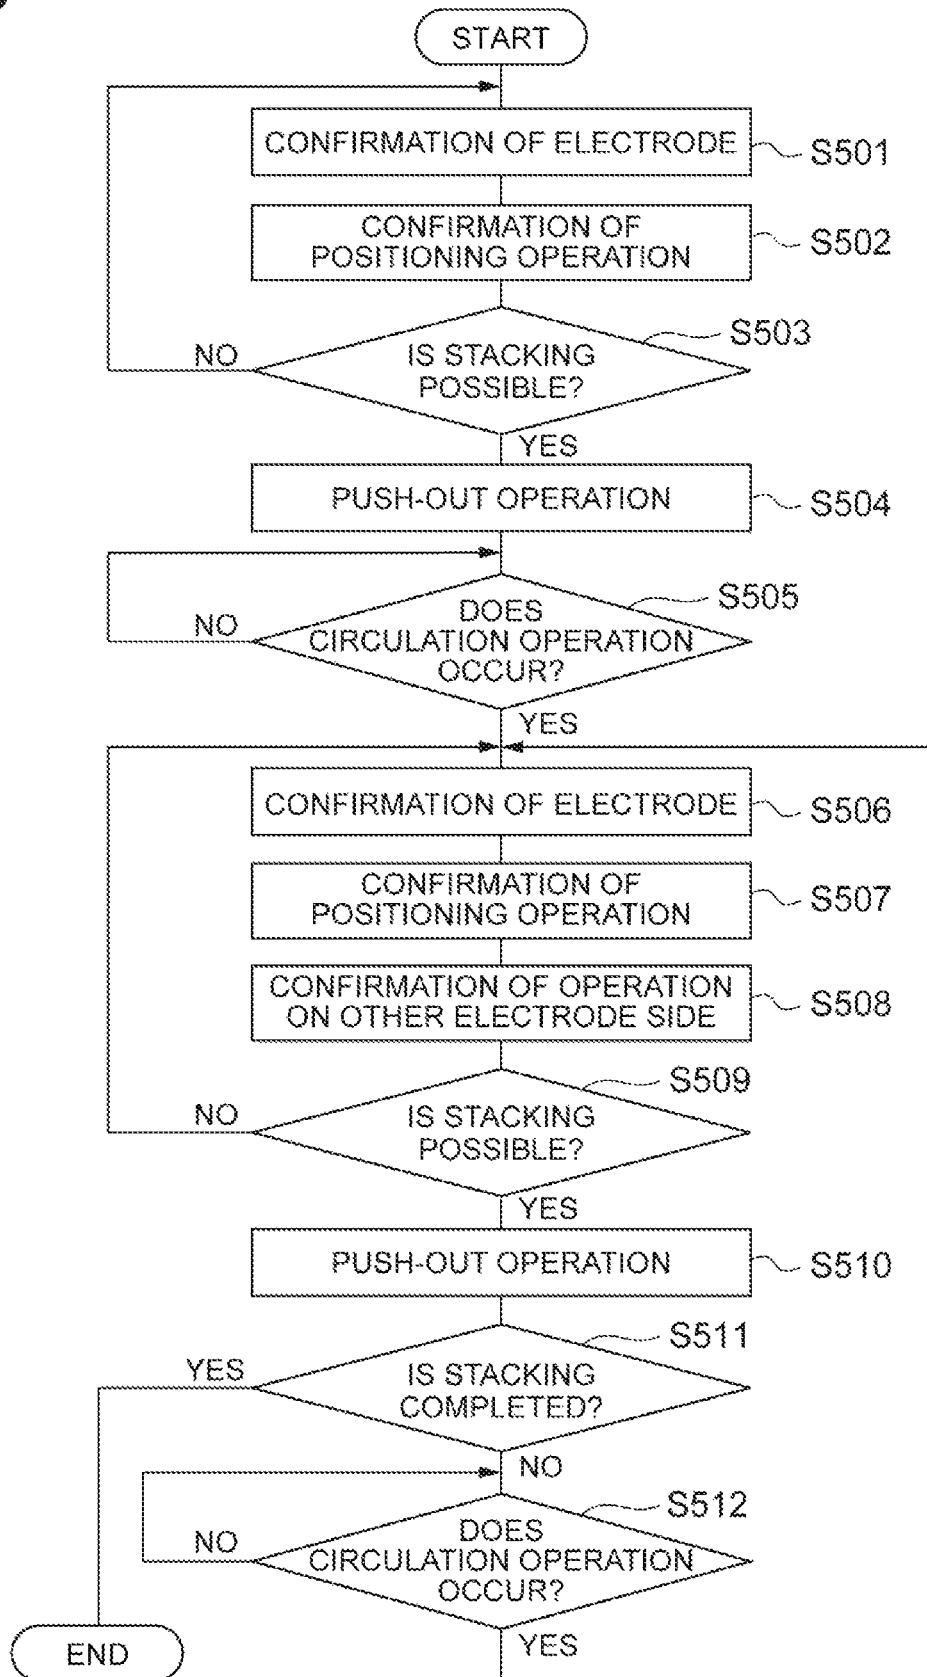 START
CONFIRMATION OF ELECTRODE
S501
CONFIRMATION OF
POSITIONING OPERATION
S502
S503
IS STACKING
POSSIBLE?
NO
YES
PUSH-OUT OPERATION
S504
S505
DOES
CIRCULATION OPERATION
OCCUR?
NO
YES
CONFIRMATION OF ELECTRODE
S506
CONFIRMATION OF
POSITIONING OPERATION
S507
CONFIRMATION OF OPERATION
ON OTHER ELECTRODE SIDE
S508
S509
IS STACKING
POSSIBLE?
NO
YES
PUSH-OUT OPERATION
S510
S511
YES
IS STACKING
COMPLETED?
NO
S512
DOES
CIRCULATION OPERATION
OCCUR?
NO
YES
END